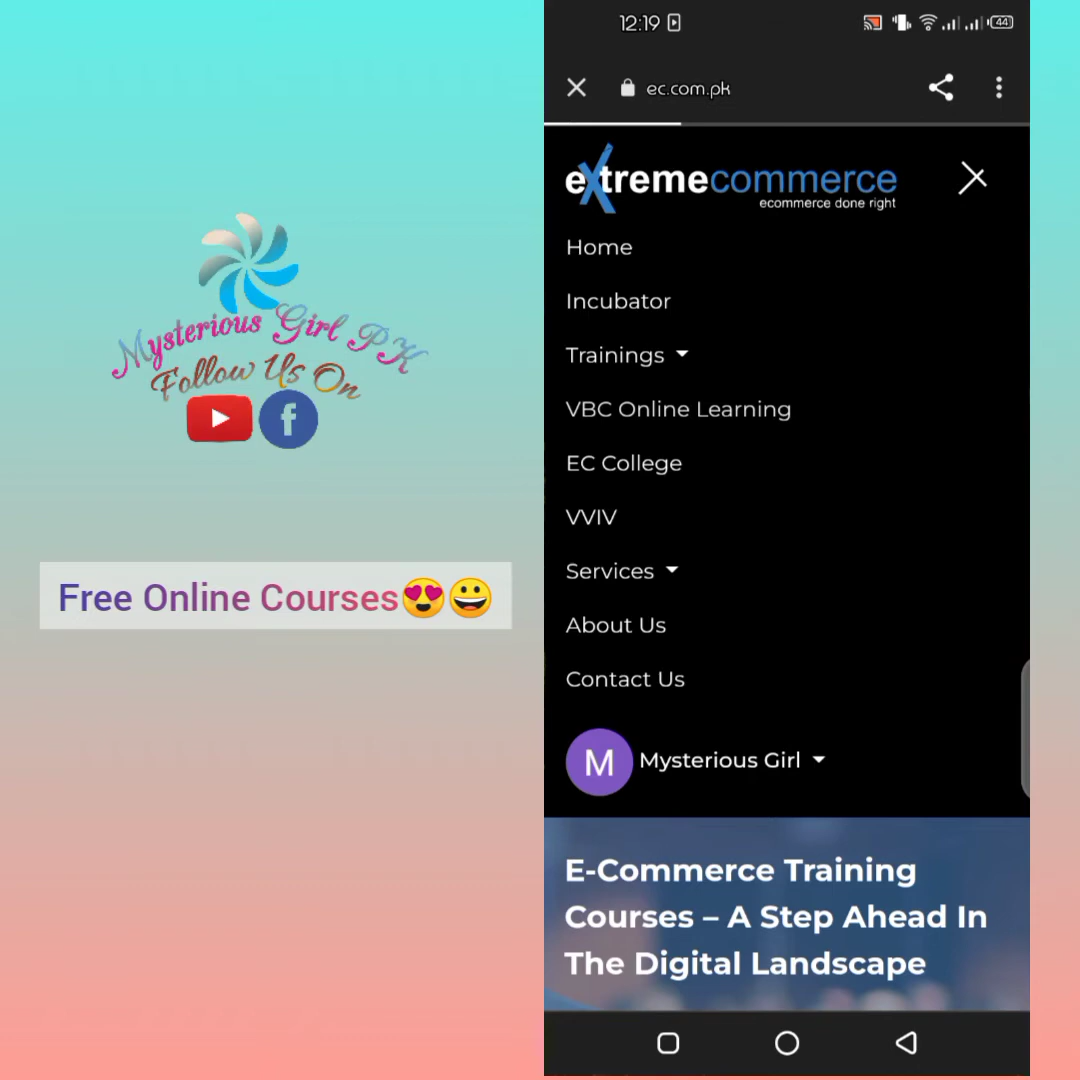 Mysterious Girl PK
Follow Us On
Free Online Courses😍😀
12:19
44
ec.com.pk
extremecommerce
ecommerce done right
Home
Incubator
Trainings
VBC Online Learning
EC College
VVIV
Services
About Us
Contact Us
M
Mysterious Girl
E-Commerce Training
Courses – A Step Ahead In
The Digital Landscape